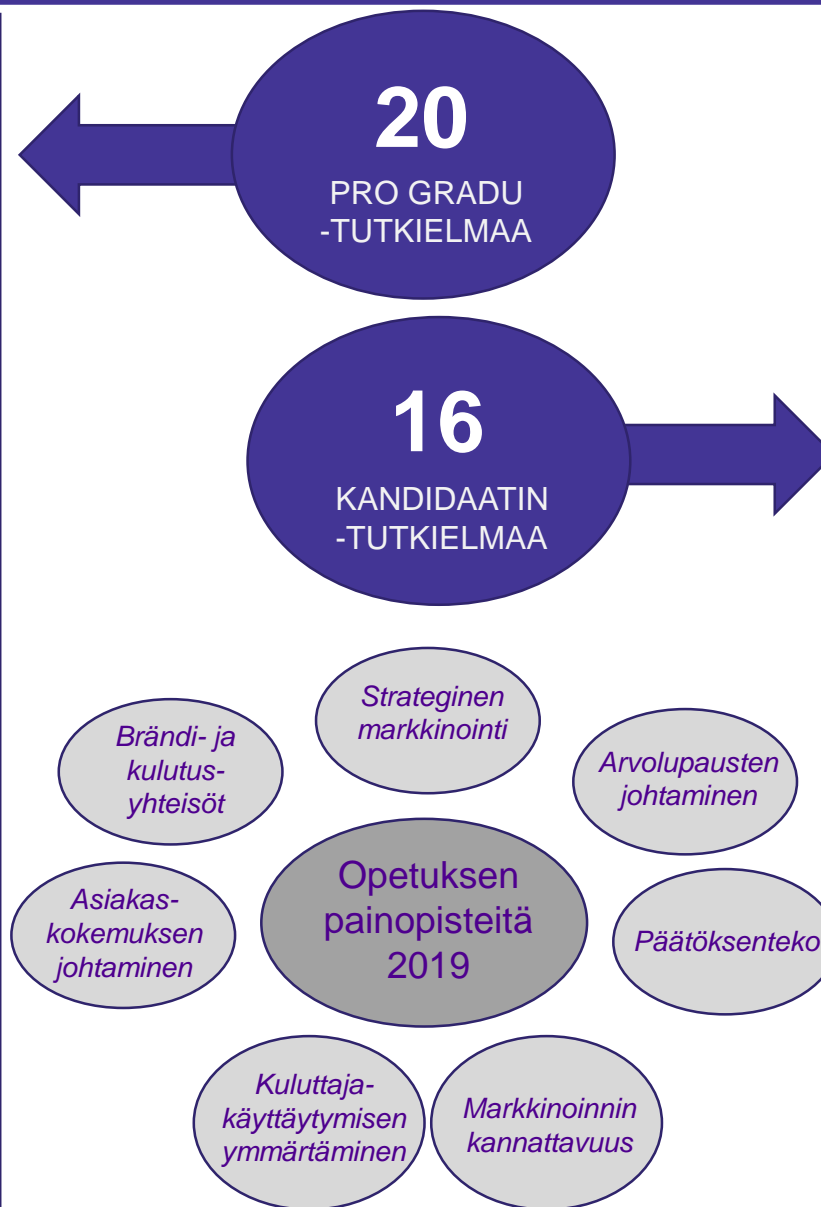 20
PRO GRADU
-TUTKIELMAA
16
KANDIDAATIN
-TUTKIELMAA
Strateginen
markkinointi
Brändi- ja
kulutus-
yhteisöt
Arvolupausten
johtaminen
Asiakas-
kokemuksen
johtaminen
Opetuksen
painopisteitä
2019
Päätöksenteko
Kuluttaja-
käyttäytymisen
ymmärtäminen
Markkinoinnin
kannattavuus